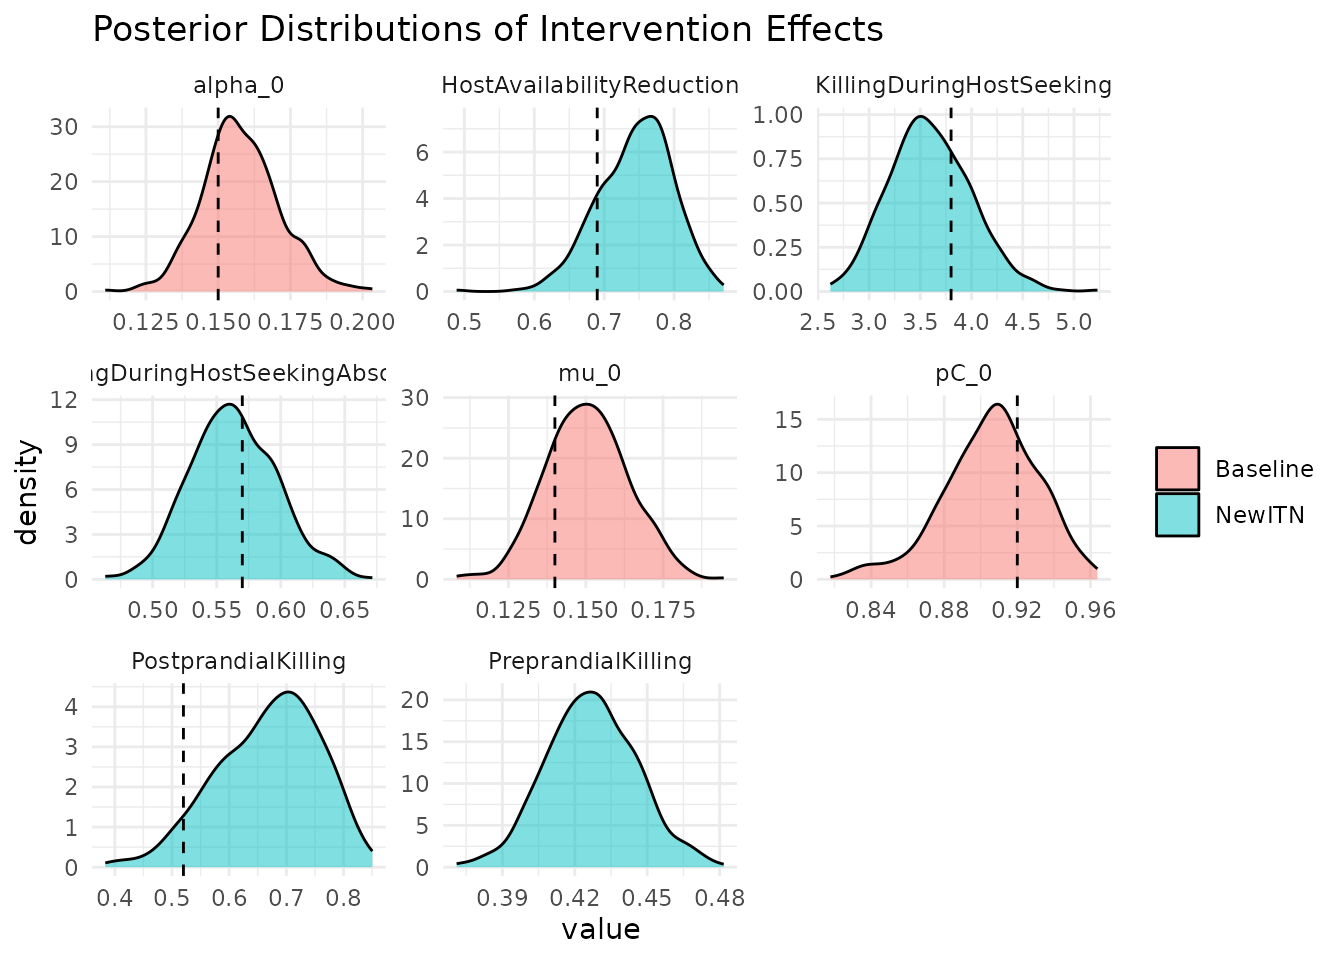 Posterior Distributions of Intervention Effects
alpha_0
HostAvailabilityReduction
KillingDuringHostSeeking
30
20
10
0
0.125 0.150 0.175 0.200
6
4
2
0
0.5 0.6 0.7 0.8
1.00
0.75
0.50
0.25
0.00
2.5 3.0 3.5 4.0 4.5 5.0
ngDuringHostSeekingAbso
mu_0
pC_0
12
9
6
3
0
0.50 0.55 0.60 0.65
30
20
10
0
0.125 0.150 0.175
15
10
5
0
0.84 0.88 0.92 0.96
PostprandialKilling
PreprandialKilling
4
3
2
1
0
0.4 0.5 0.6 0.7 0.8
20
15
10
5
0
0.39 0.42 0.45 0.48
density
value
Baseline
NewITN